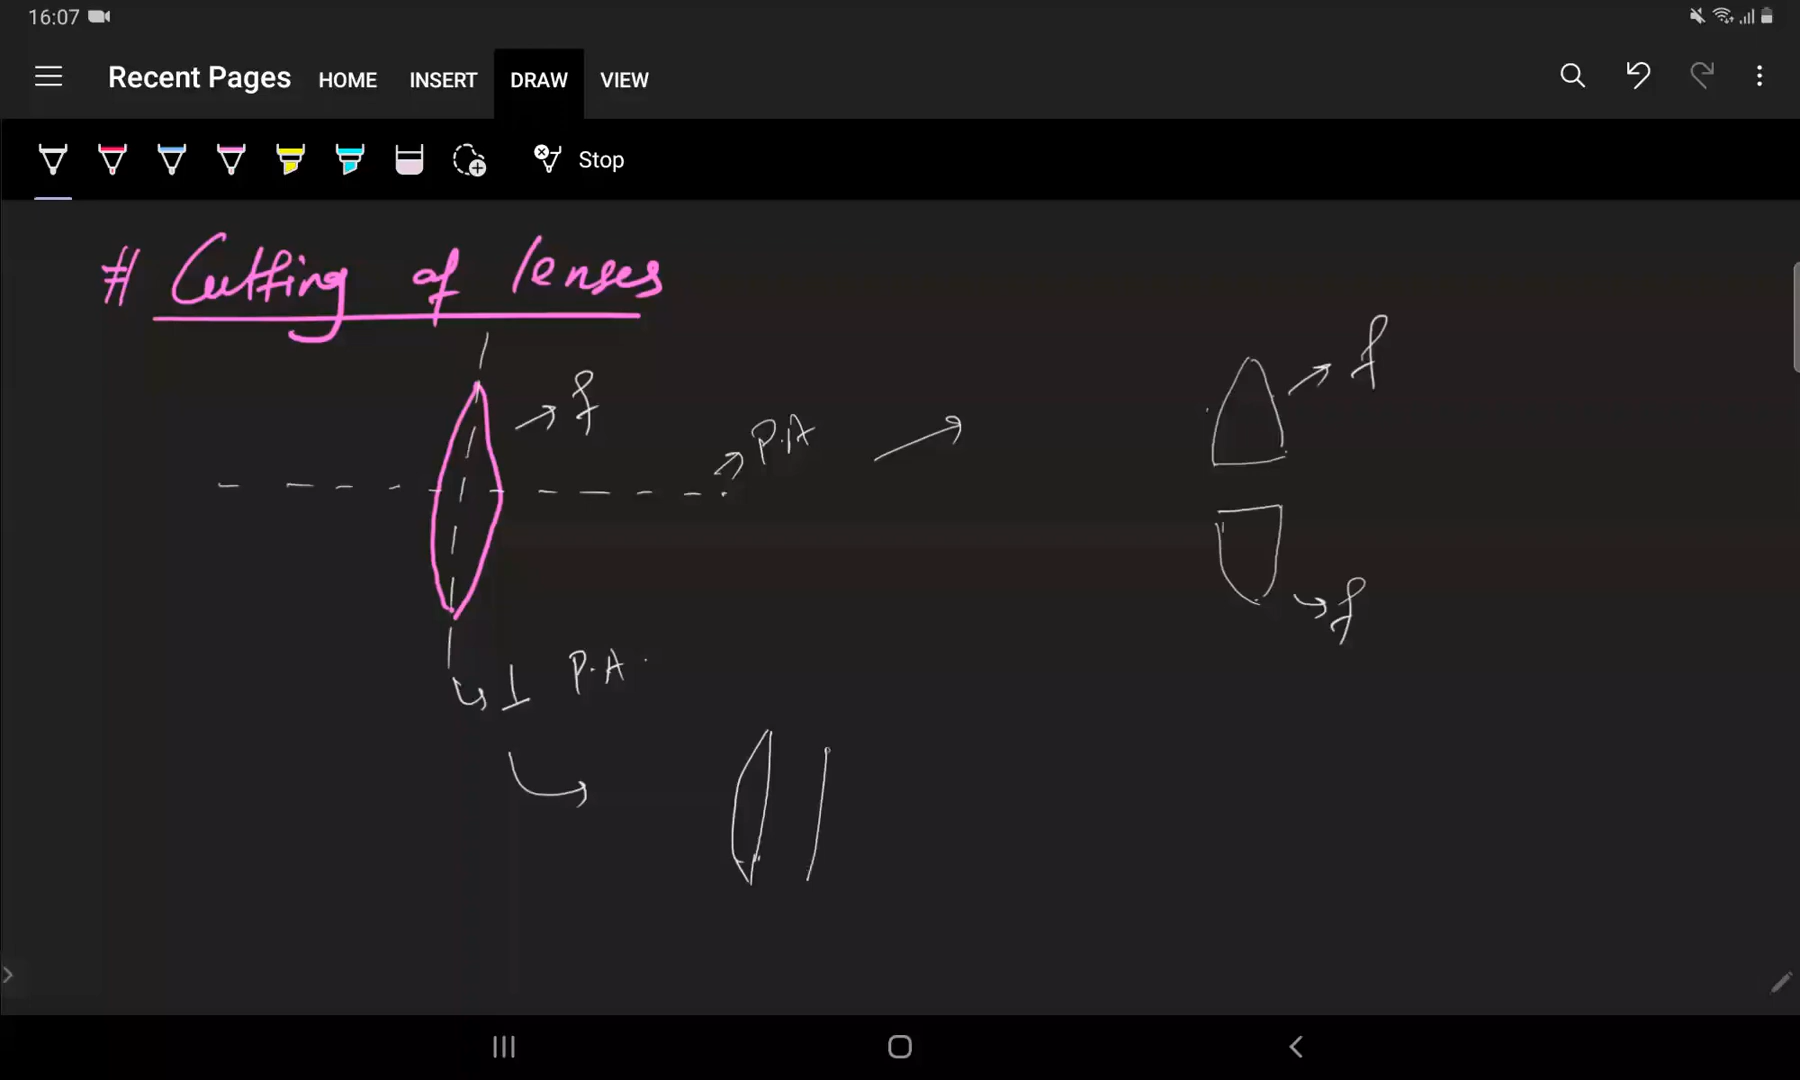 16:07
Recent Pages HOME INSERT DRAW VIEW
Stop
# Cutting of lenses
f
P.A
f
f
⊥ P.A.